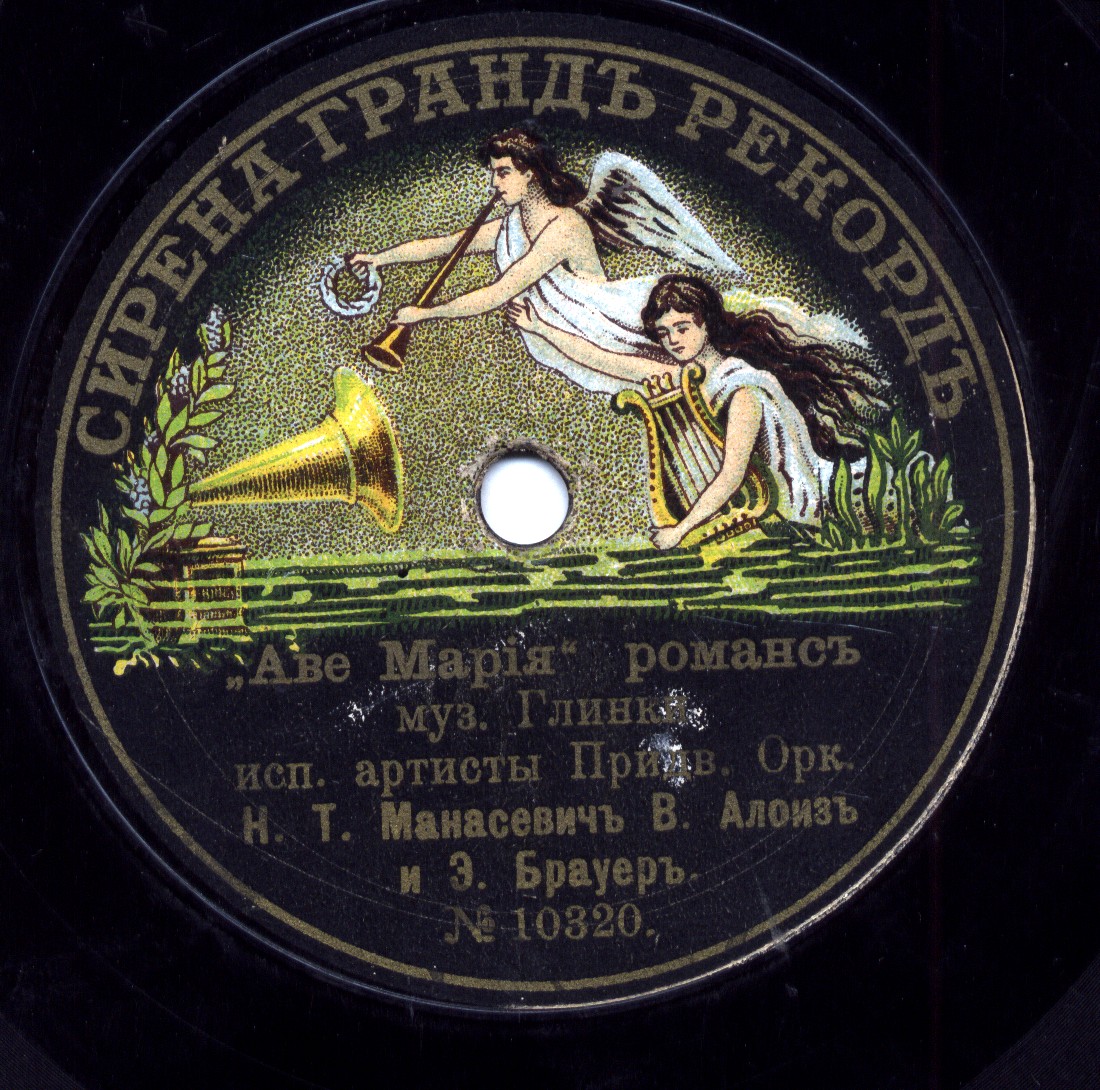 СИРЕНА ГРАНДЪ РЕКОРДЪ
„Аве Марія“ романсъ
муз. Глинки
исп. артисты Придв. Орк.
Н. Т. Манасевичъ В. Алоизъ
и Э. Брауеръ.
№ 10320.